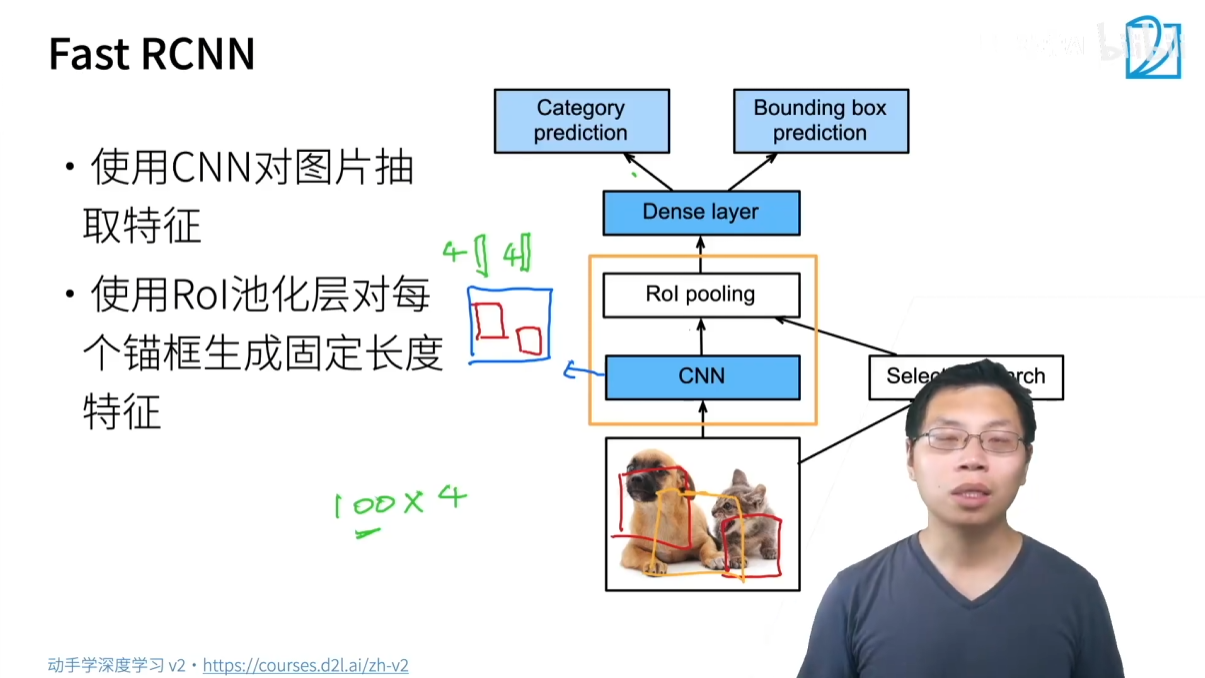 Fast RCNN
bilibili
• 使用CNN对图片抽
取特征
• 使用RoI池化层对每
个锚框生成固定长度
特征
Category
prediction
Bounding box
prediction
Dense layer
4 4
RoI pooling
CNN
100 × 4
动手学深度学习 v2 • https://courses.d2l.ai/zh-v2